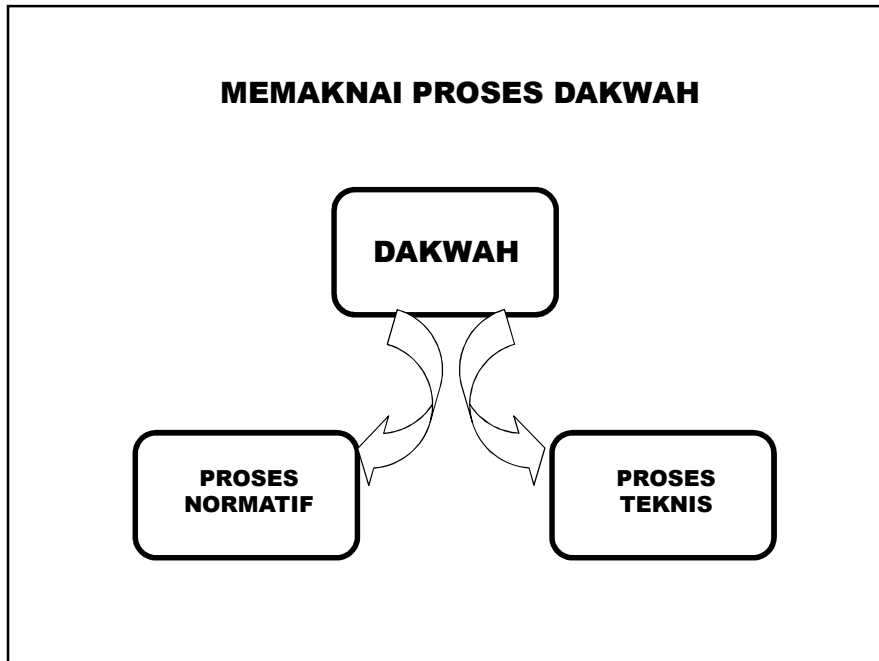 MEMAKNAI PROSES DAKWAH
DAKWAH
PROSES
NORMATIF
PROSES
TEKNIS